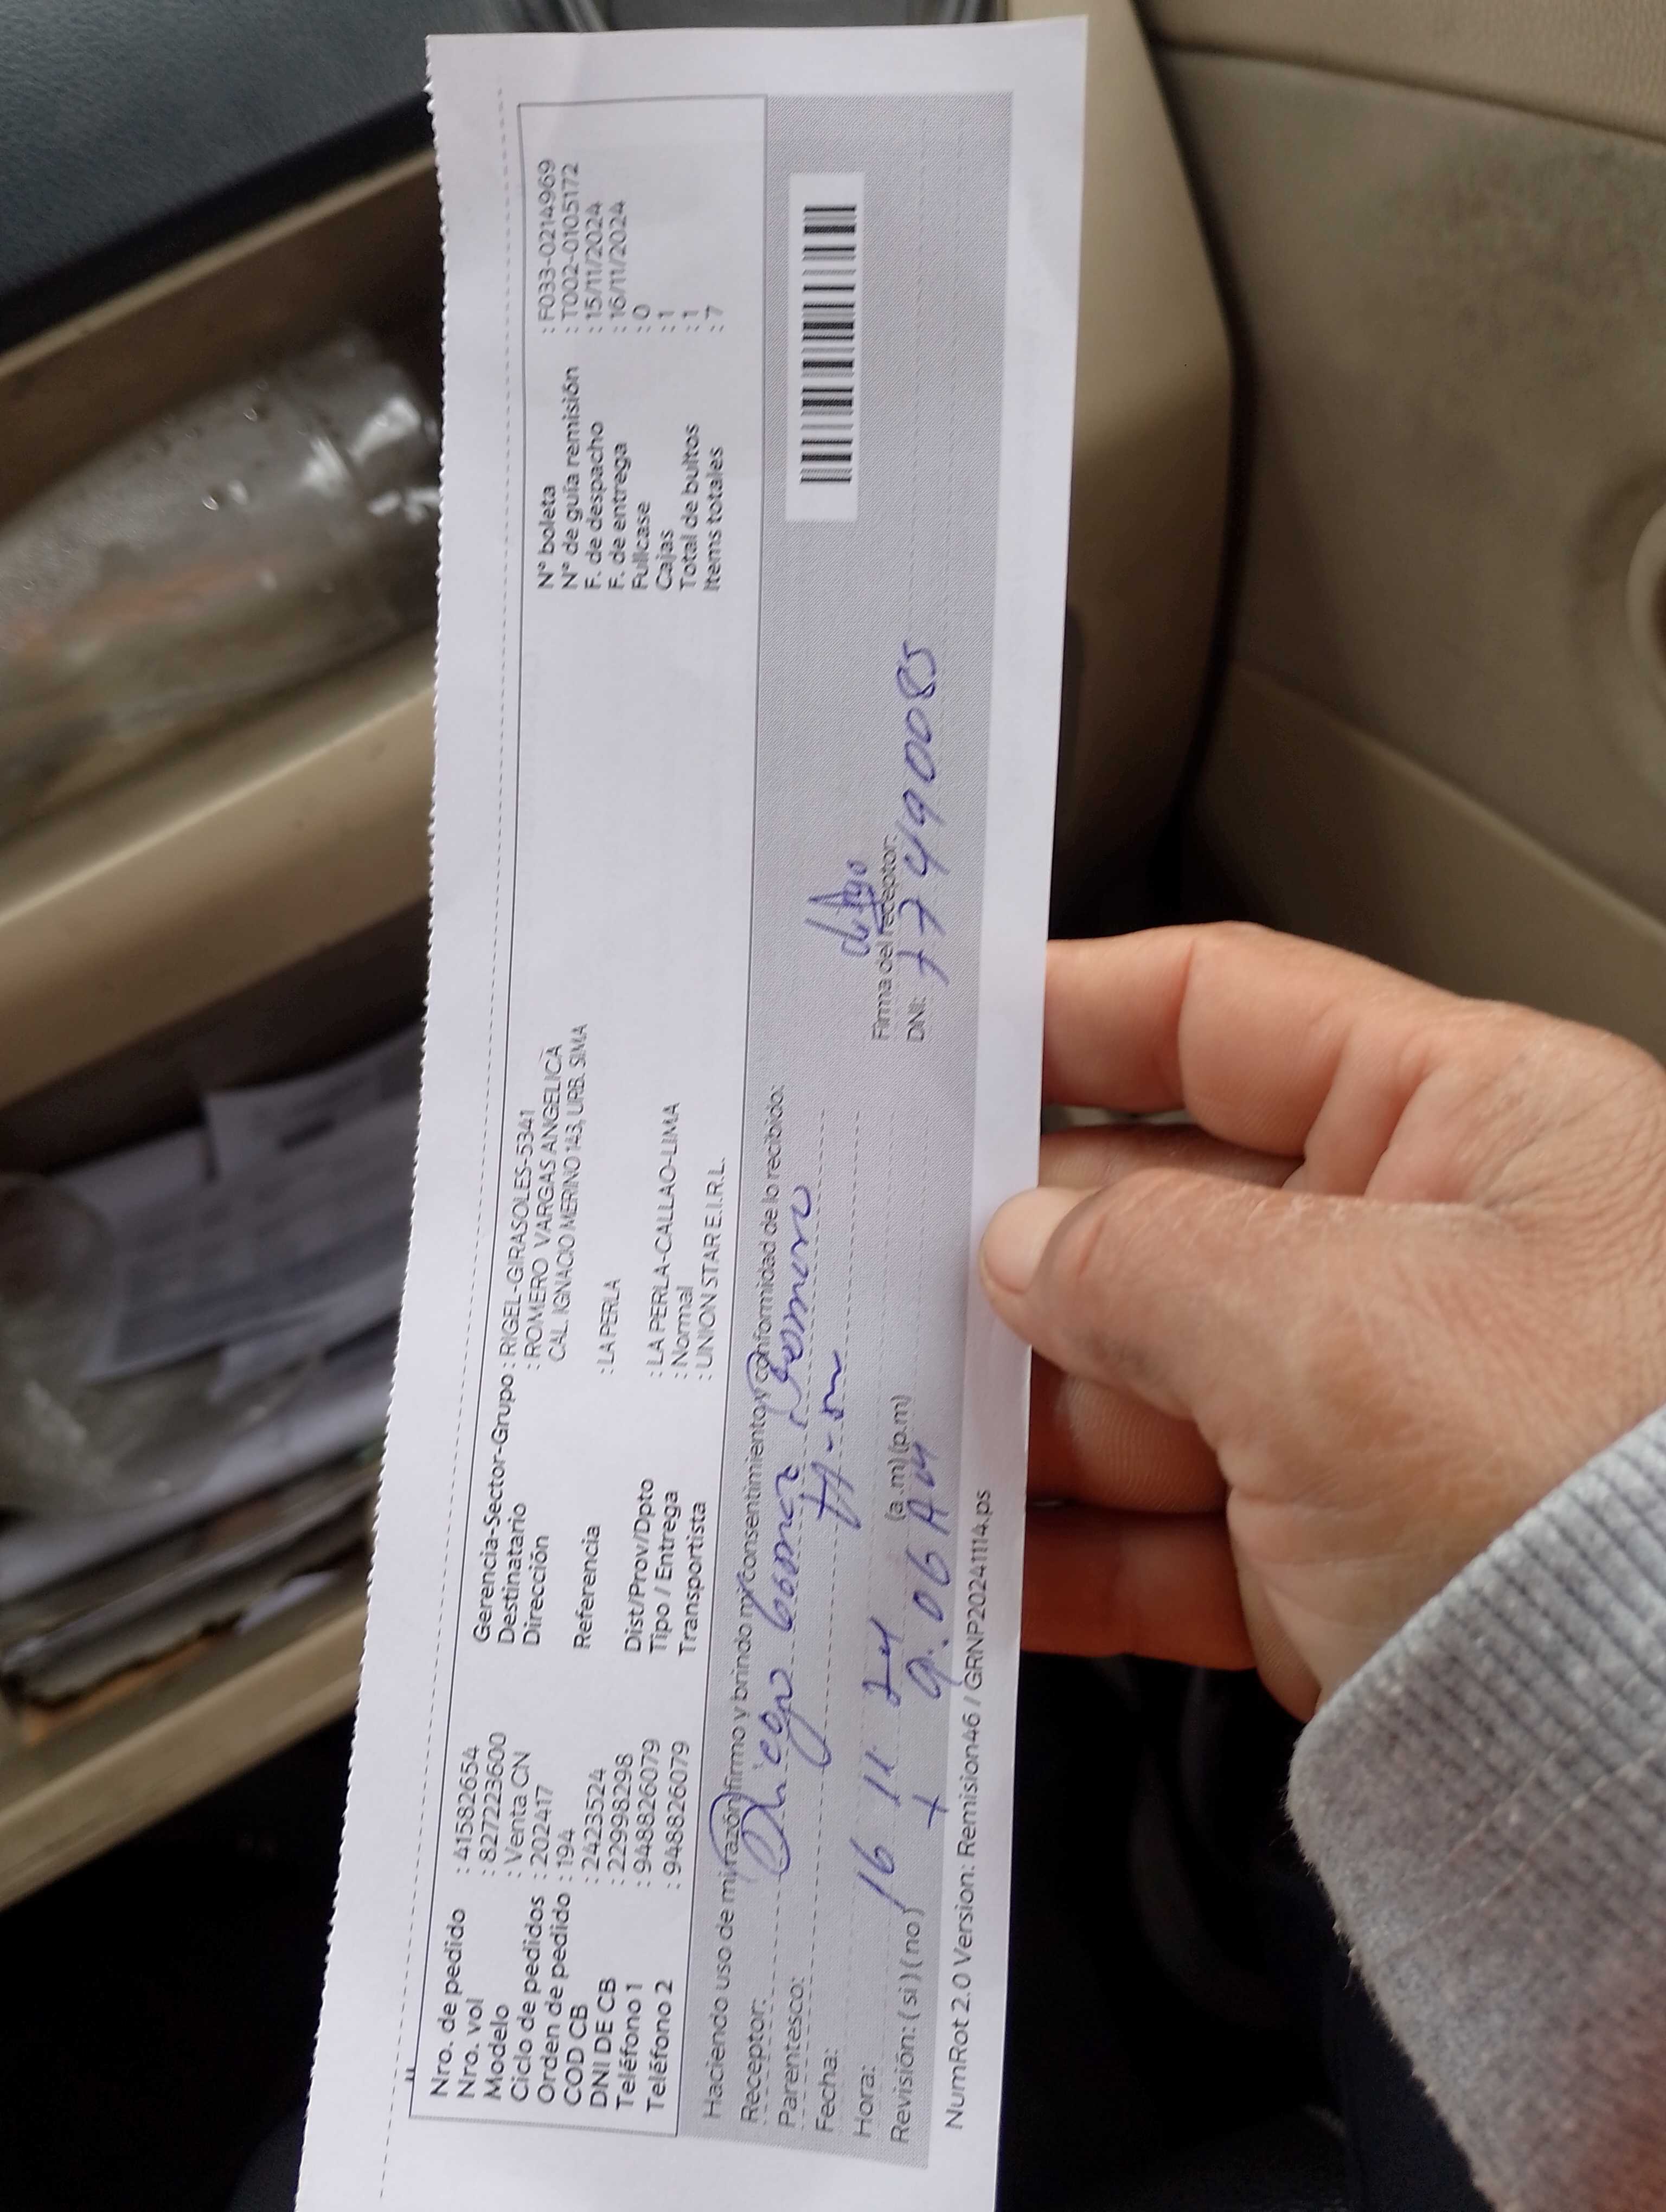 Nro. de pedido : 415826​54
Nro. vol : 8272223600
Modelo : Venta CN
Ciclo de pedidos : 202417
Orden de pedido : 194
COD CB : 2423524
DNI DE CB : 22998298
Teléfono 1 : 948826079
Teléfono 2 : 948826079
Gerencia-Sector-Grupo : RIGEL-GIRASOLES-5341
Destinatario : ROMERO VARGAS ANGELICA
Dirección CAL. IGNACIO MERINO 143, URB. SIMA
Referencia : LA PERLA
Dist/Prov/Dpto : LA PERLA-CALLAO-LIMA
Tipo / Entrega : Normal
Transportista : UNION STAR E.I.R.L.
N° boleta : F033-0214969
N° de guía remisión : T002-0105172
F. de despacho : 15/11/2024
F. de entrega : 16/11/2024
Fullcase : 0
Cajas : 1
Total de bultos : 1
Items totales : 7
Haciendo uso de mi razón firmo y brindo mi consentimiento y conformidad de lo recibido:
Receptor: Diego
Parentesco:
Fecha: 16 11 24
Hora: 9.06 AM (a.m) (p.m)
Revisión: ( si ) ( no )
Firma del receptor:
DNI: 77490085
NumRot 2.0 Version: Remision46 / GRNP20241114.ps